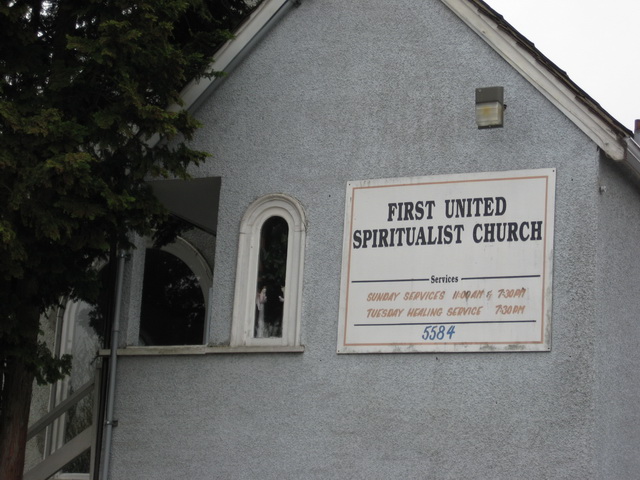 FIRST UNITED
SPIRITUALIST CHURCH
Services
SUNDAY SERVICES 11:00AM & 7:30PM
TUESDAY HEALING SERVICE 7:30PM
5584